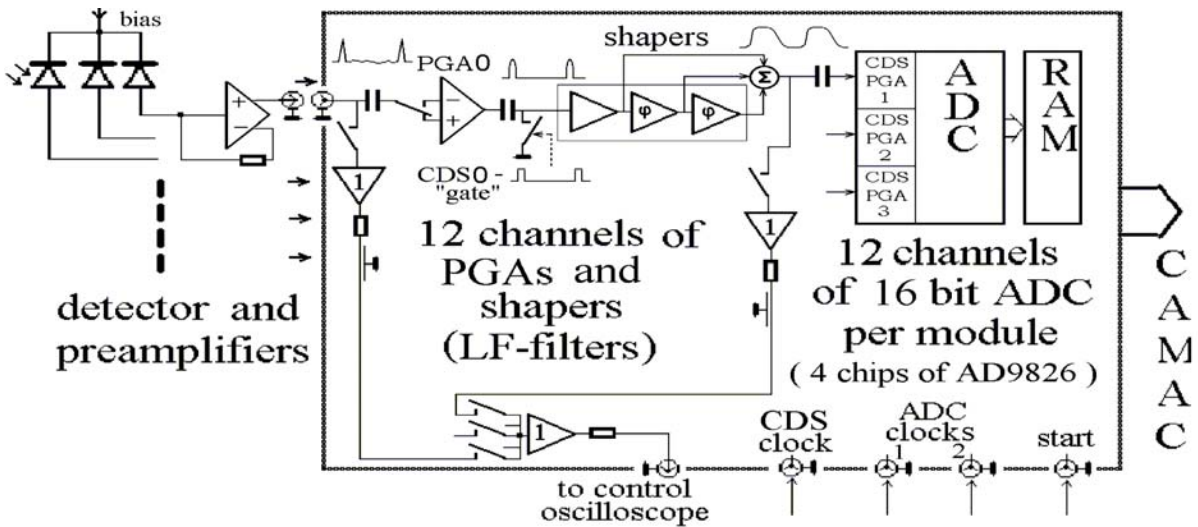 bias
shapers
PGA0
+
−
−
+
φ
φ
Σ
CDS0 -
"gate"
1
1
CDS
PGA
1
CDS
PGA
2
CDS
PGA
3
A
D
C
R
A
M
detector and
preamplifiers
12 channels of
PGAs and
shapers
(LF-filters)
12 channels
of 16 bit ADC
per module
( 4 chips of AD9826 )
C
A
M
A
C
1
to control
oscilloscope
CDS
clock
ADC
clocks
1
2
start